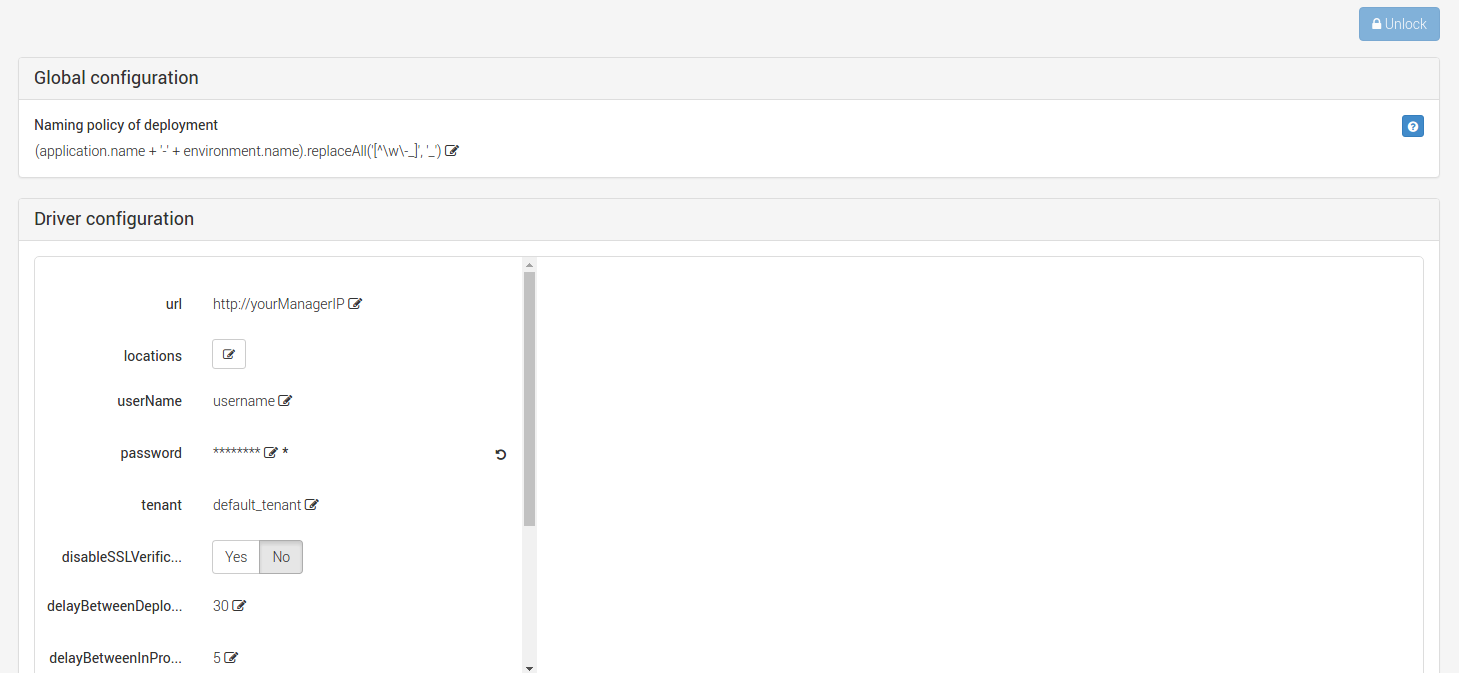 Unlock
Global configuration
Naming policy of deployment
(application.name + '-' + environment.name).replaceAll('[^\w\-_]', '_')
Driver configuration
url http://yourManagerIP
locations
userName username
password ******** *
tenant default_tenant
disableSSLVerific... Yes No
delayBetweenDeplo... 30
delayBetweenInPro... 5